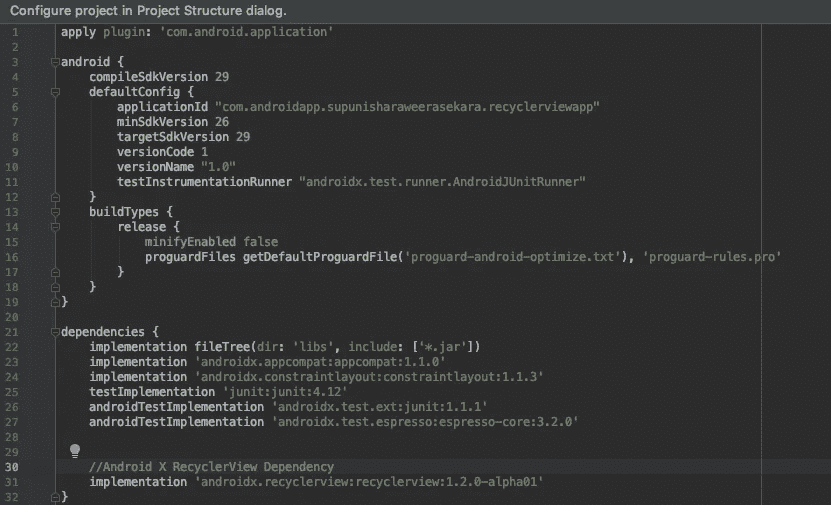 Configure project in Project Structure dialog.
1 apply plugin: 'com.android.application'
2
3 android {
4 compileSdkVersion 29
5 defaultConfig {
6 applicationId "com.androidapp.supunisharaweerasekara.recyclerviewapp"
7 minSdkVersion 26
8 targetSdkVersion 29
9 versionCode 1
10 versionName "1.0"
11 testInstrumentationRunner "androidx.test.runner.AndroidJUnitRunner"
12 }
13 buildTypes {
14 release {
15 minifyEnabled false
16 proguardFiles getDefaultProguardFile('proguard-android-optimize.txt'), 'proguard-rules.pro'
17 }
18 }
19 }
20
21 dependencies {
22 implementation fileTree(dir: 'libs', include: ['*.jar'])
23 implementation 'androidx.appcompat:appcompat:1.1.0'
24 implementation 'androidx.constraintlayout:constraintlayout:1.1.3'
25 testImplementation 'junit:junit:4.12'
26 androidTestImplementation 'androidx.test.ext:junit:1.1.1'
27 androidTestImplementation 'androidx.test.espresso:espresso-core:3.2.0'
28
29
30 //Android X RecyclerView Dependency
31 implementation 'androidx.recyclerview:recyclerview:1.2.0-alpha01'
32 }